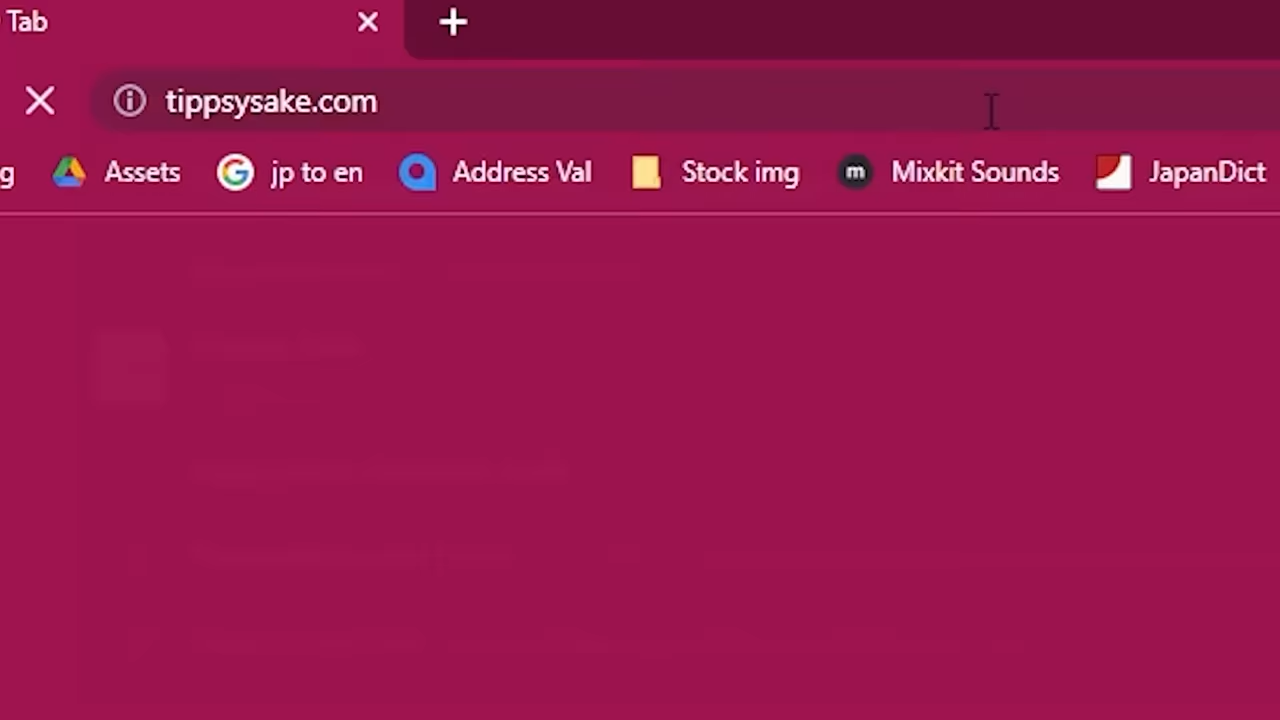 Tab
tippsysake.com
g Assets jp to en Address Val Stock img m Mixkit Sounds JapanDict